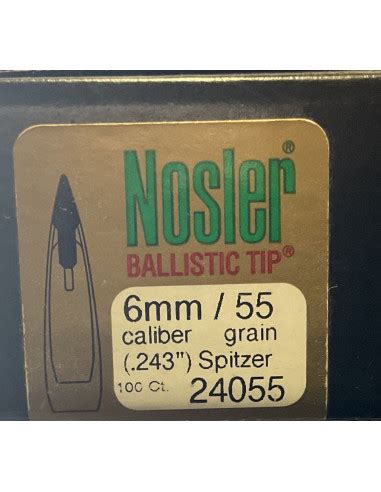 Nosler®
BALLISTIC TIP®
6mm / 55
caliber grain
(.243") Spitzer
100 Ct. 24055